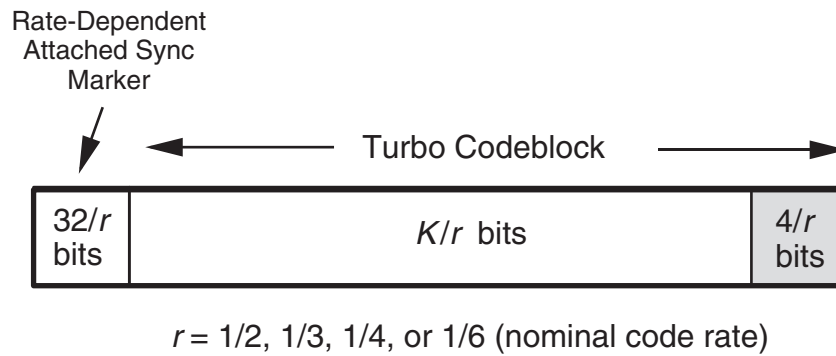 Rate-Dependent
Attached Sync
Marker
Turbo Codeblock
32/r
bits
K/r bits
4/r
bits
r = 1/2, 1/3, 1/4, or 1/6 (nominal code rate)